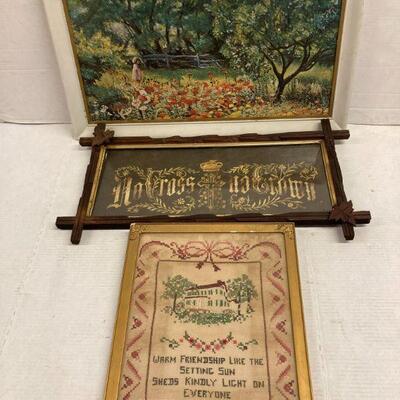 No Cross no Crown
Warm Friendship Like the
Setting Sun
Sheds Kindly Light on
Everyone